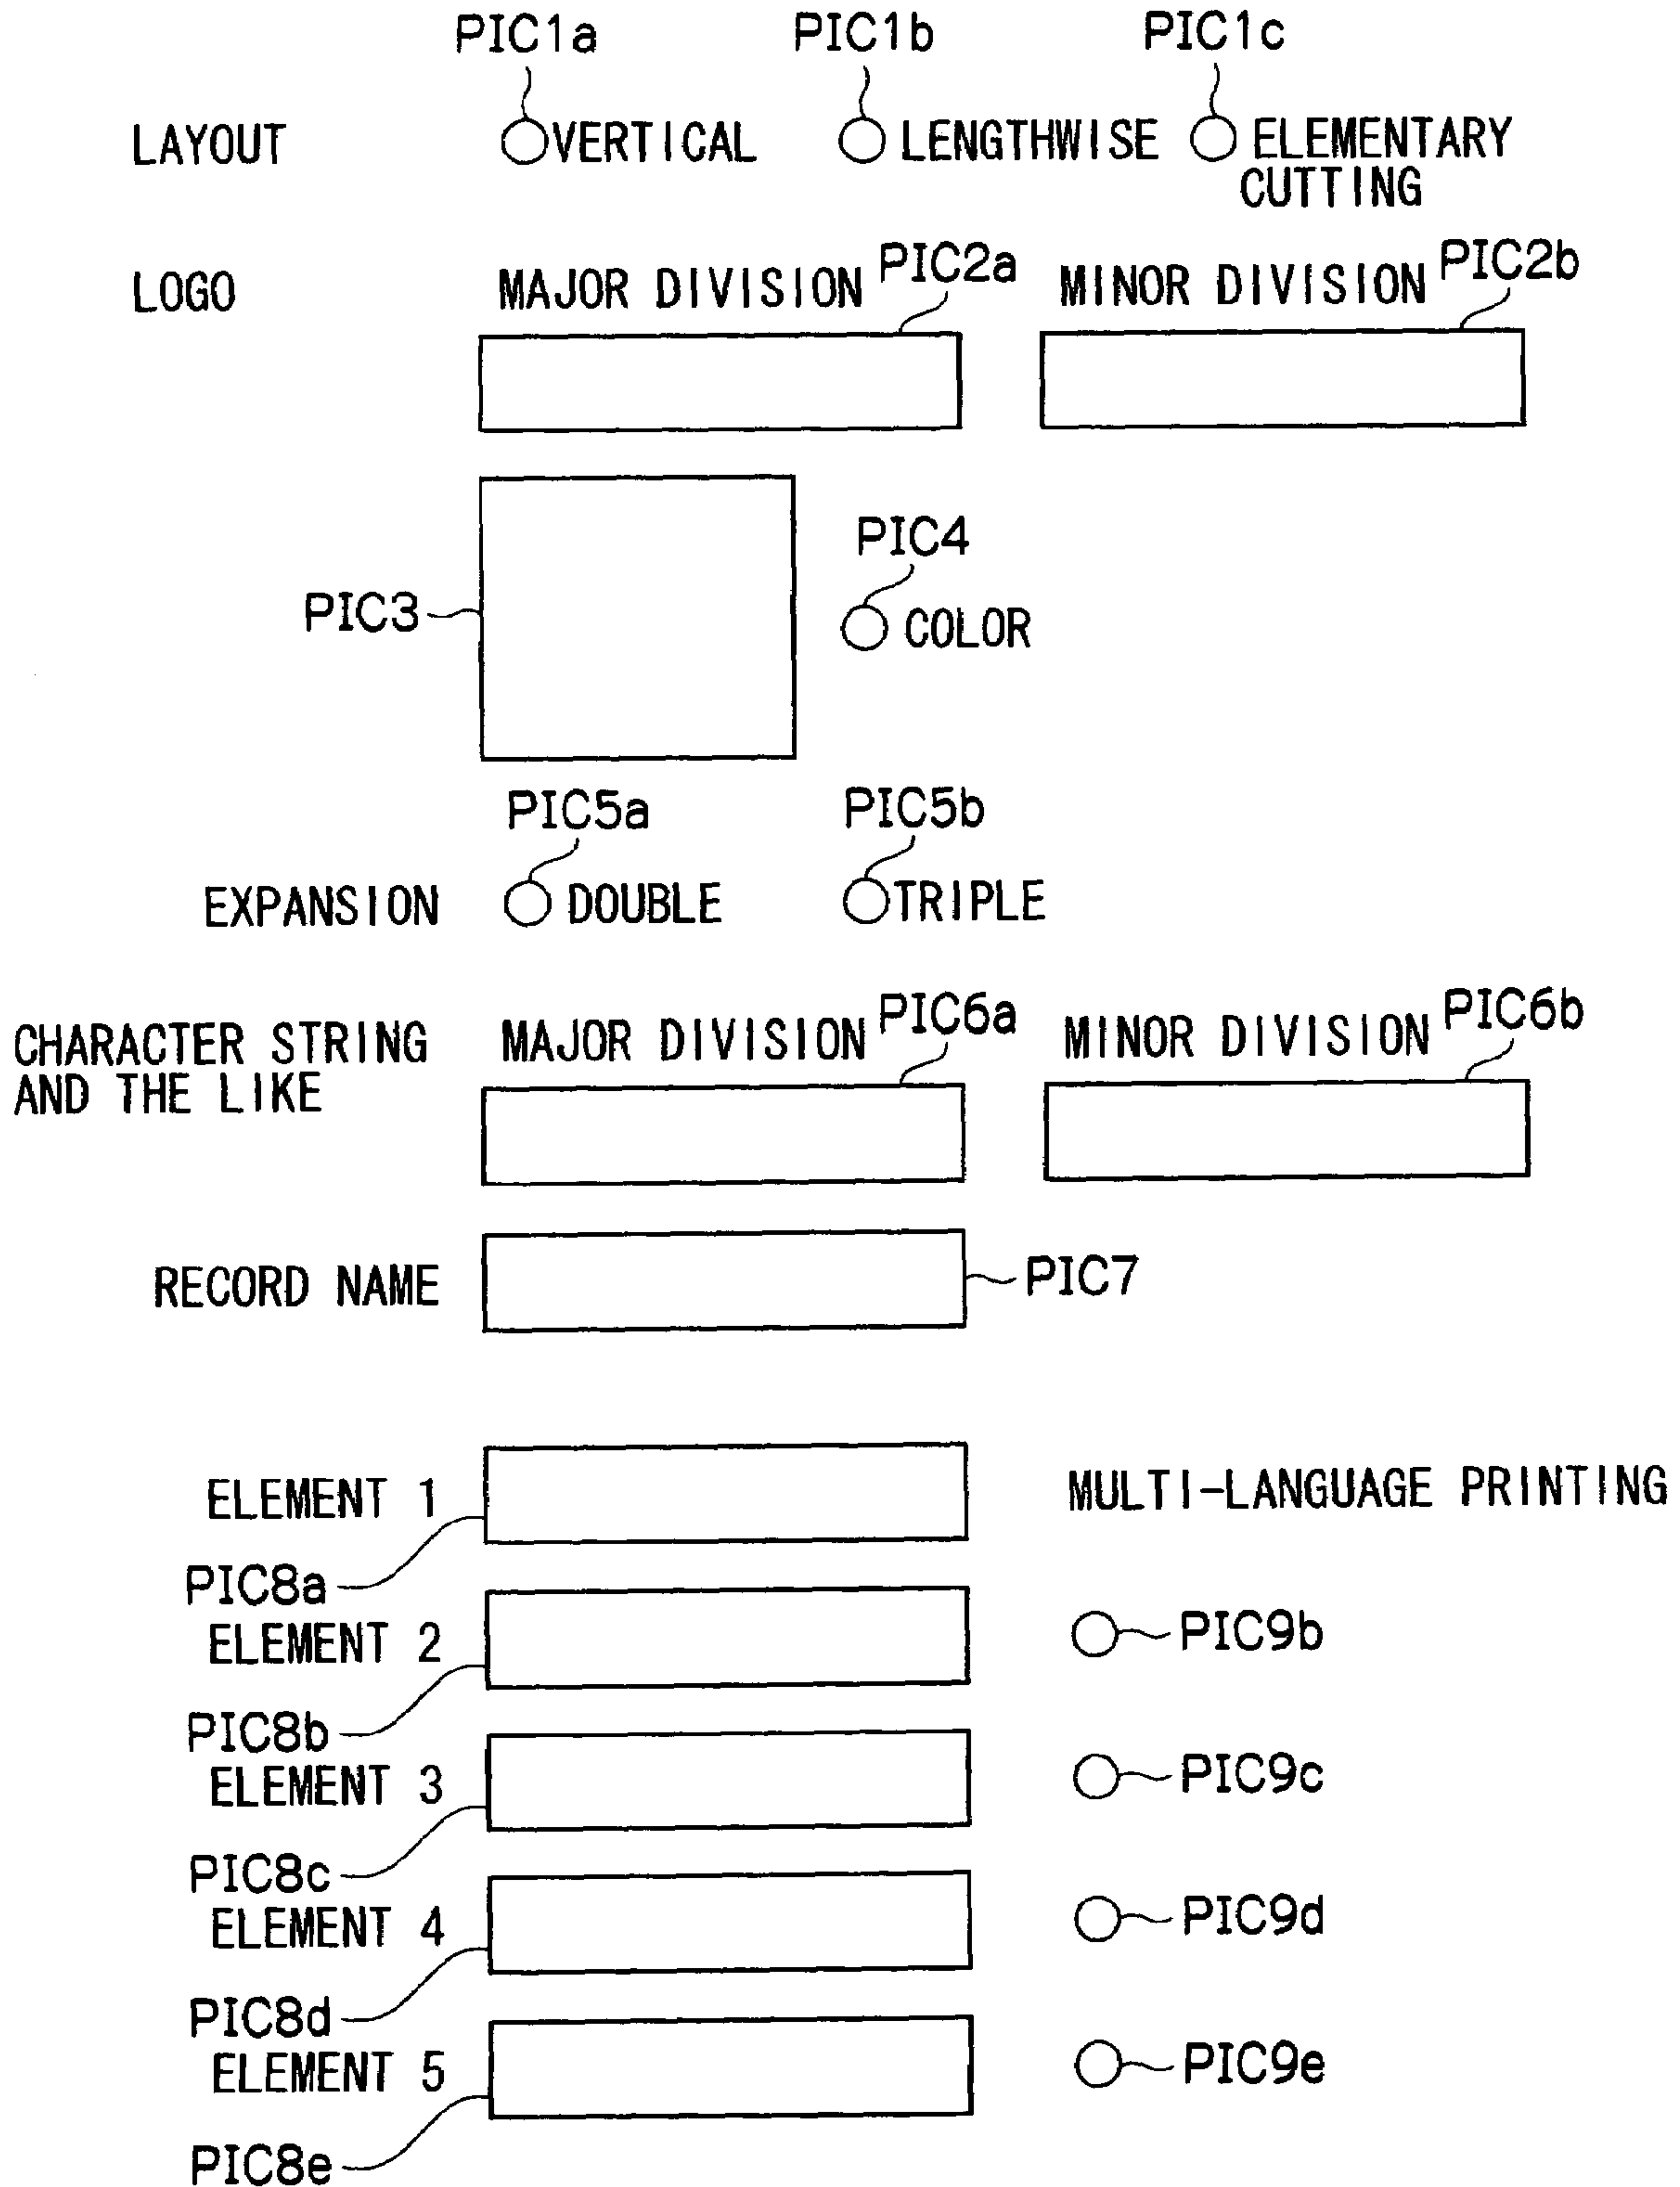 PIC1a PIC1b PIC1c
LAYOUT VERTICAL LENGTHWISE ELEMENTARY
CUTTING
LOGO MAJOR DIVISION PIC2a MINOR DIVISION PIC2b
PIC4
PIC3 COLOR
PIC5a PIC5b
EXPANSION DOUBLE TRIPLE
CHARACTER STRING MAJOR DIVISION PIC6a MINOR DIVISION PIC6b
AND THE LIKE
RECORD NAME PIC7
ELEMENT 1 MULTI-LANGUAGE PRINTING
PIC8a
ELEMENT 2 PIC9b
PIC8b
ELEMENT 3 PIC9c
PIC8c
ELEMENT 4 PIC9d
PIC8d
ELEMENT 5 PIC9e
PIC8e